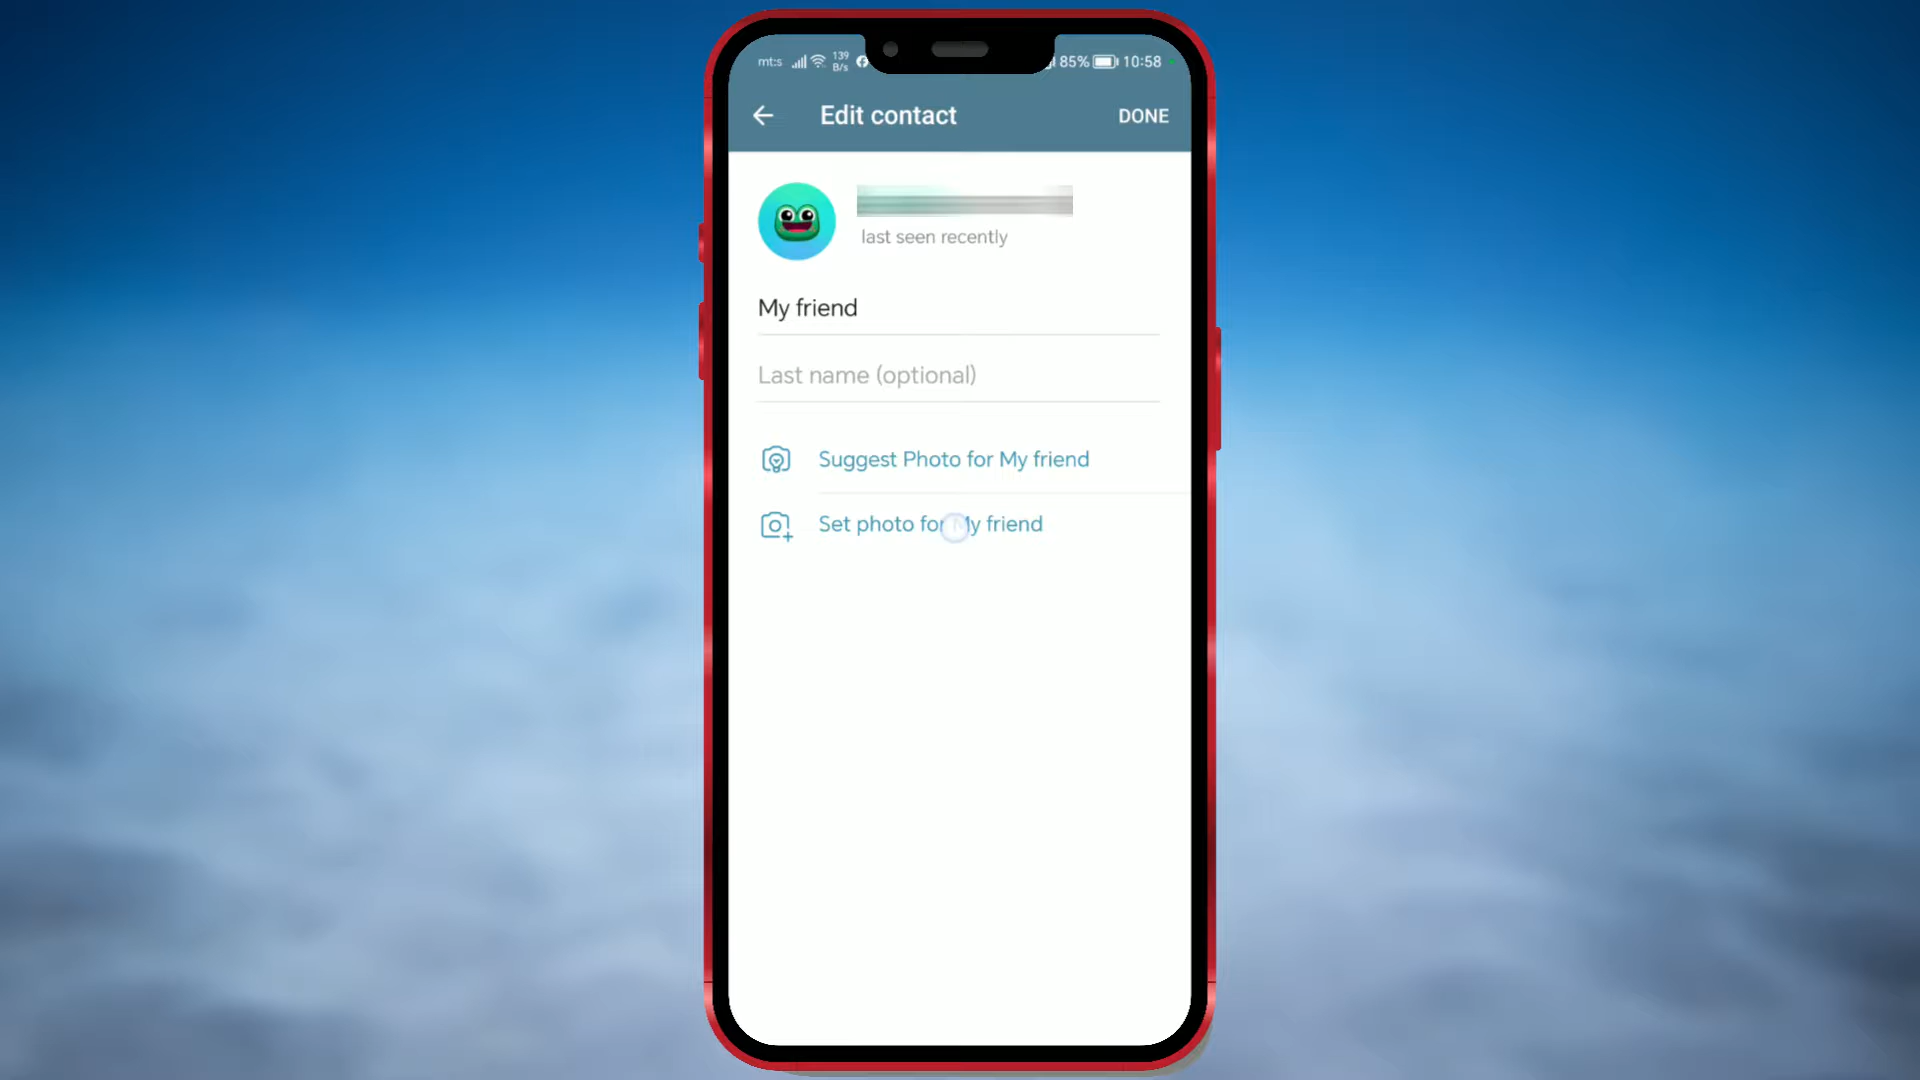 mt:s 139 B/s 85% 10:58
Edit contact DONE
last seen recently
My friend
Last name (optional)
Suggest Photo for My friend
Set photo for My friend